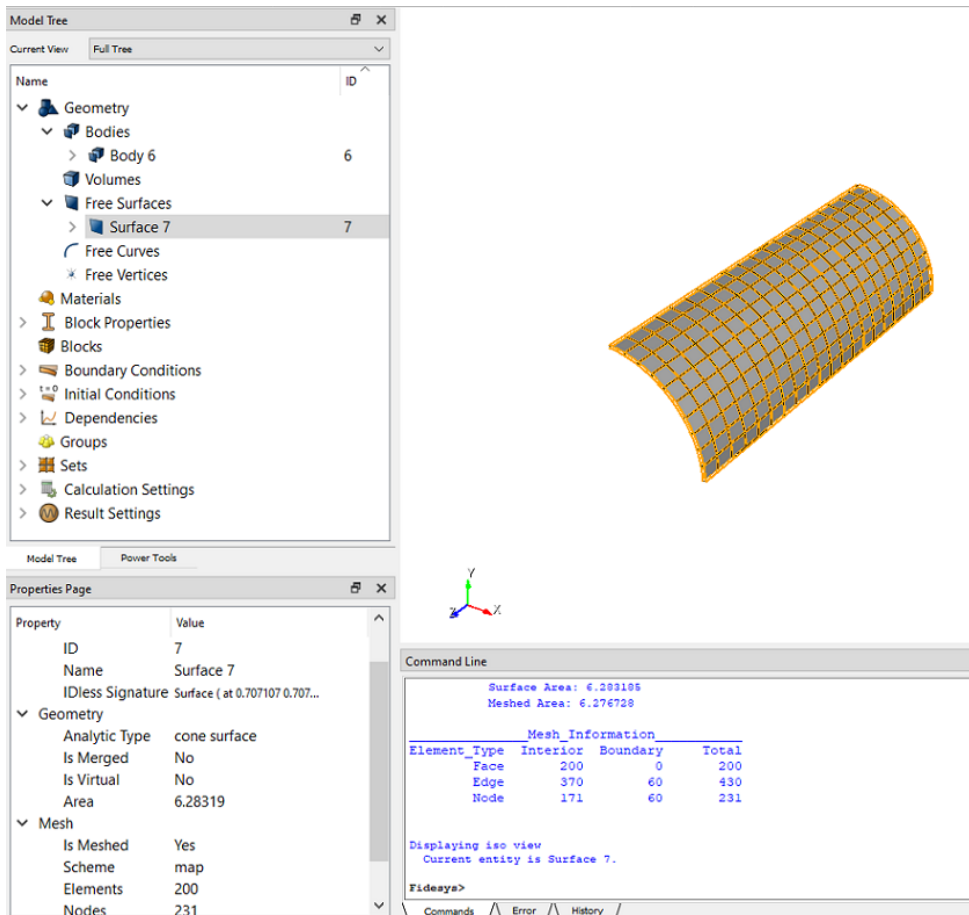 Model Tree
Current View Full Tree
Name ID
Geometry
Bodies
Body 6 6
Volumes
Free Surfaces
Surface 7 7
Free Curves
Free Vertices
Materials
Block Properties
Blocks
Boundary Conditions
t=0 Initial Conditions
Dependencies
Groups
Sets
Calculation Settings
Result Settings
Model Tree Power Tools
Properties Page
Property Value
ID 7
Name Surface 7
IDless Signature Surface ( at 0.707107 0.707...
Geometry
Analytic Type cone surface
Is Merged No
Is Virtual No
Area 6.28319
Mesh
Is Meshed Yes
Scheme map
Elements 200
Nodes 231
Y
Z X
Command Line
Surface Area: 6.283185
Meshed Area: 6.276728
Mesh_Information
Element_Type Interior Boundary Total
Face 200 0 200
Edge 370 60 430
Node 171 60 231
Displaying iso view
Current entity is Surface 7.
Fidesys>
Commands Error History